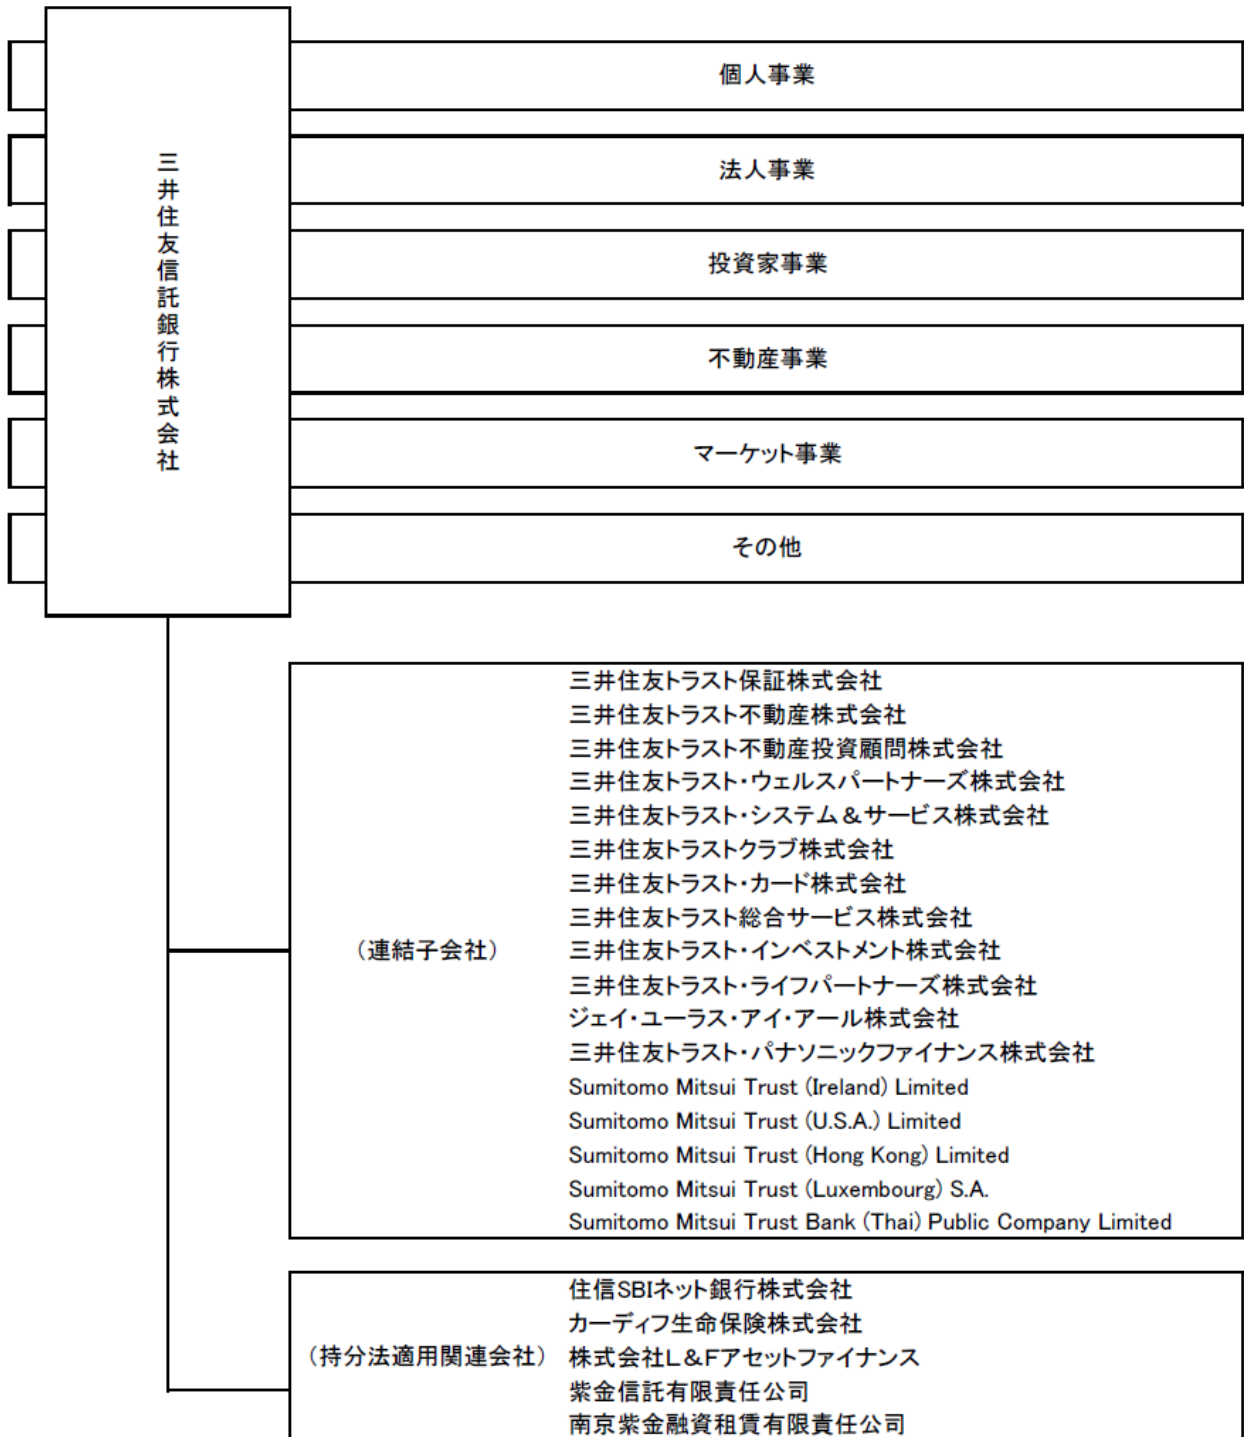 三井住友信託銀行株式会社
個人事業
法人事業
投資家事業
不動産事業
マーケット事業
その他
（連結子会社）
三井住友トラスト保証株式会社
三井住友トラスト不動産株式会社
三井住友トラスト不動産投資顧問株式会社
三井住友トラスト・ウェルスパートナーズ株式会社
三井住友トラスト・システム＆サービス株式会社
三井住友トラストクラブ株式会社
三井住友トラスト・カード株式会社
三井住友トラスト総合サービス株式会社
三井住友トラスト・インベストメント株式会社
三井住友トラスト・ライフパートナーズ株式会社
ジェイ・ユーラス・アイ・アール株式会社
三井住友トラスト・パナソニックファイナンス株式会社
Sumitomo Mitsui Trust (Ireland) Limited
Sumitomo Mitsui Trust (U.S.A.) Limited
Sumitomo Mitsui Trust (Hong Kong) Limited
Sumitomo Mitsui Trust (Luxembourg) S.A.
Sumitomo Mitsui Trust Bank (Thai) Public Company Limited
（持分法適用関連会社）
住信SBIネット銀行株式会社
カーディフ生命保険株式会社
株式会社L＆Fアセットファイナンス
紫金信託有限責任公司
南京紫金融資租賃有限責任公司